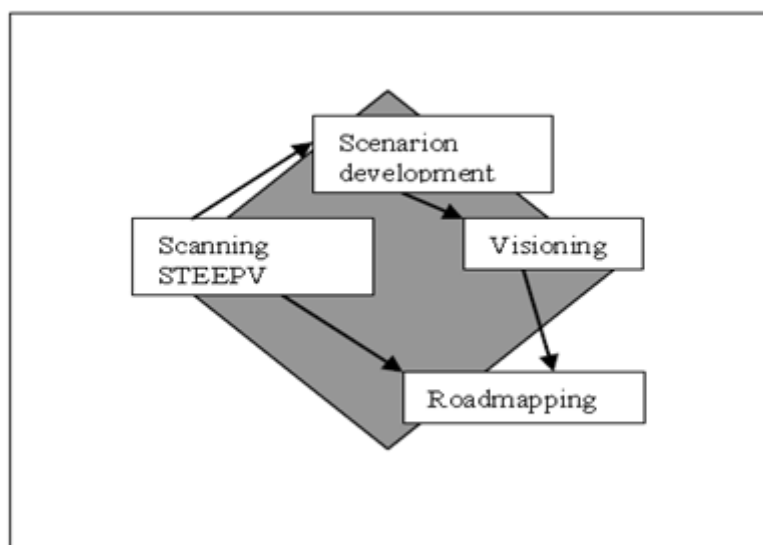 Scenarion
development
Scanning
STEEPV
Visioning
Roadmapping